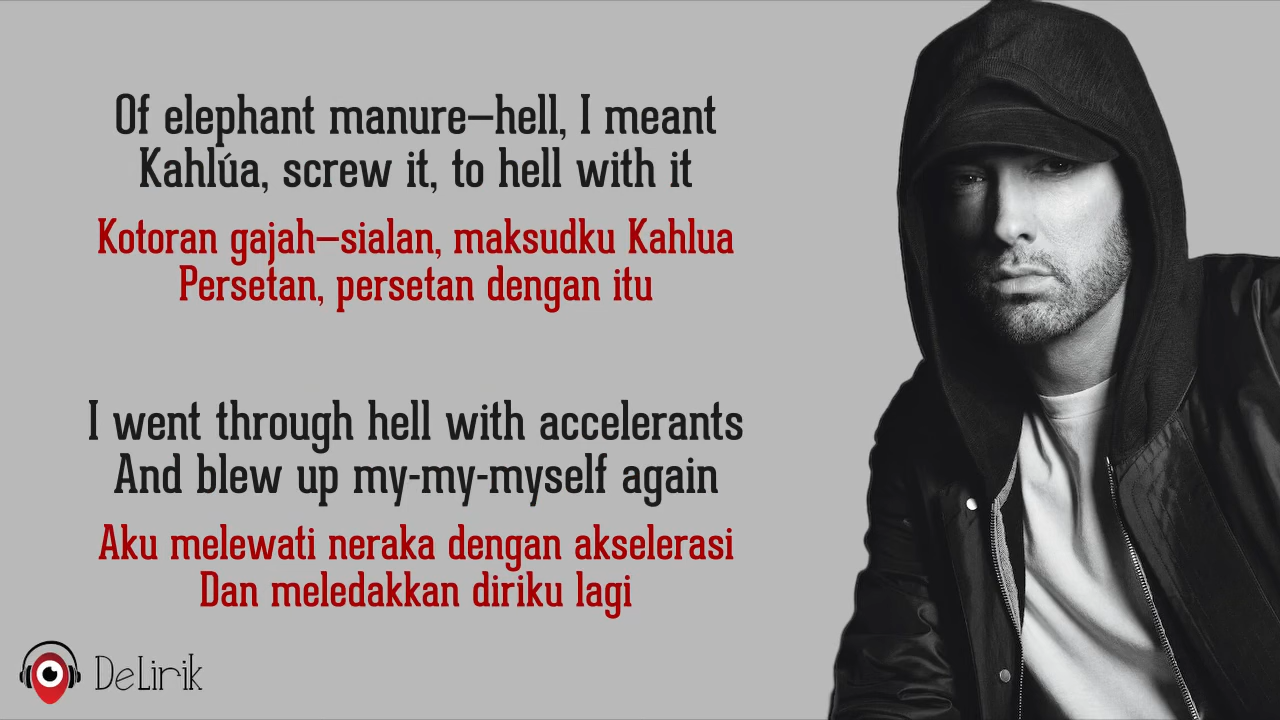 Of elephant manure–hell, I meant
Kahlúa, screw it, to hell with it
Kotoran gajah–sialan, maksudku Kahlua
Persetan, persetan dengan itu
I went through hell with accelerants
And blew up my-my-myself again
Aku melewati neraka dengan akselerasi
Dan meledakkan diriku lagi
DeLirik